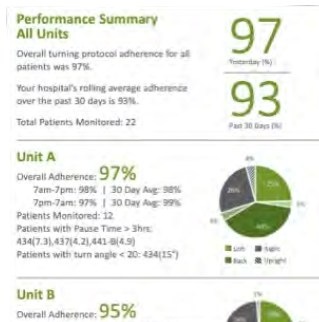 Performance Summary
All Units
Overall turning protocol adherence for all
patients was 97%.
Your hospital's rolling average adherence
over the past 30 days is 93%.
Total Patients Monitored: 22
97
Yesterday (%)
93
Past 30 Days (%)
Unit A
Overall Adherence: 97%
7am-7pm: 98% | 30 Day Avg: 98%
7pm-7am: 97% | 30 Day Avg: 99%
Patients Monitored: 12
Patients with Pause Time > 3hrs:
434(7.3),437(4.2),441-B(4.9)
Patients with turn angle < 20: 434(15°)
Left
Right
Back
Upright
Unit B
Overall Adherence: 95%